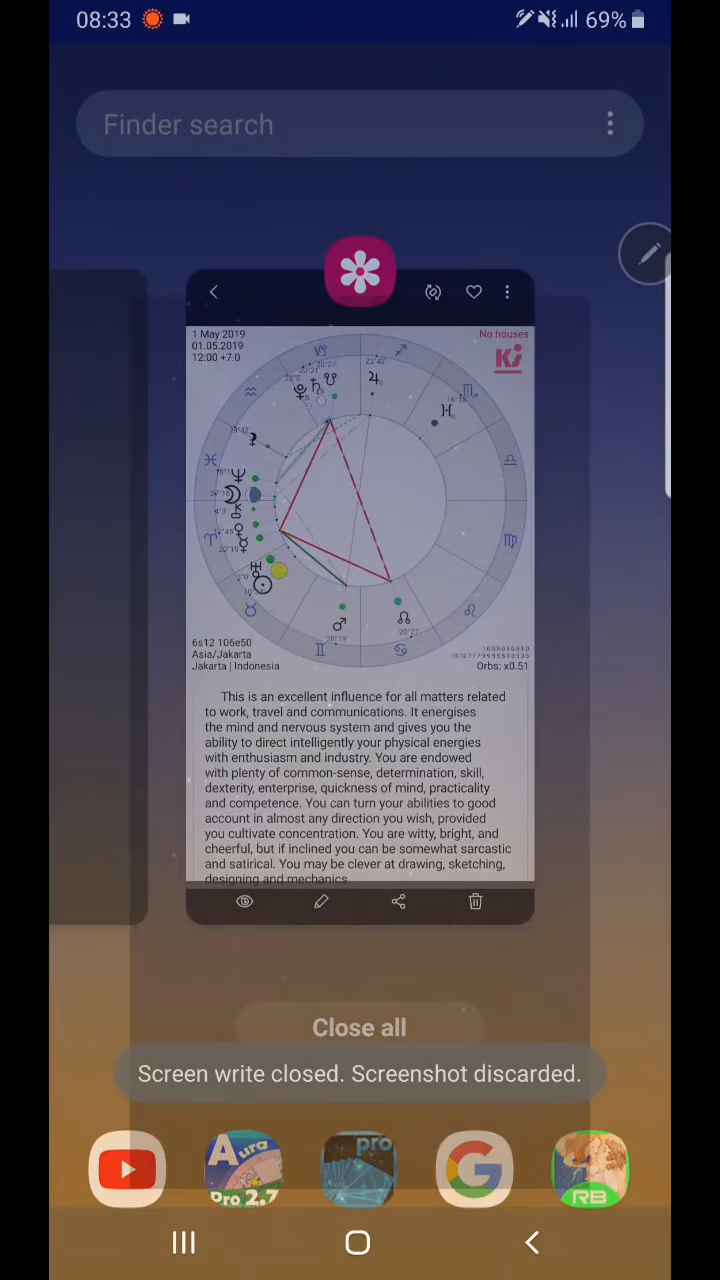 08:33
69%
Finder search
1 May 2019
01.05.2019
12:00 +7.0
No houses
6s12 106e50
Asia/Jakarta
Jakarta | Indonesia
Orbs: x0.51
This is an excellent influence for all matters related
to work, travel and communications. It energises
the mind and nervous system and gives you the
ability to direct intelligently your physical energies
with enthusiasm and industry. You are endowed
with plenty of common-sense, determination, skill,
dexterity, enterprise, quickness of mind, practicality
and competence. You can turn your abilities to good
account in almost any direction you wish, provided
you cultivate concentration. You are witty, bright, and
cheerful, but if inclined you can be somewhat sarcastic
and satirical. You may be clever at drawing, sketching,
designing and mechanics.
Close all
Screen write closed. Screenshot discarded.
Aura
Pro 2.7
pro
G
RB